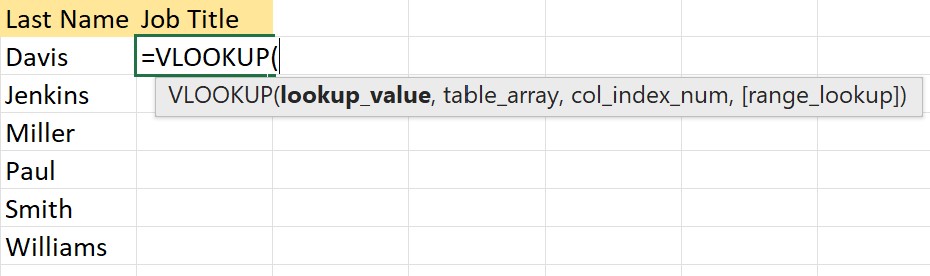 Last Name Job Title
Davis =VLOOKUP(
VLOOKUP(lookup_value, table_array, col_index_num, [range_lookup])
Jenkins
Miller
Paul
Smith
Williams